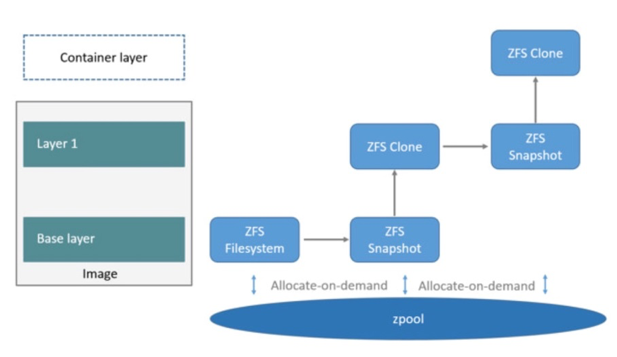 ZFS Clone
Container layer
Layer 1
ZFS Clone
ZFS
Snapshot
Base layer
ZFS
Filesystem
ZFS
Snapshot
Image
Allocate-on-demand
Allocate-on-demand
zpool